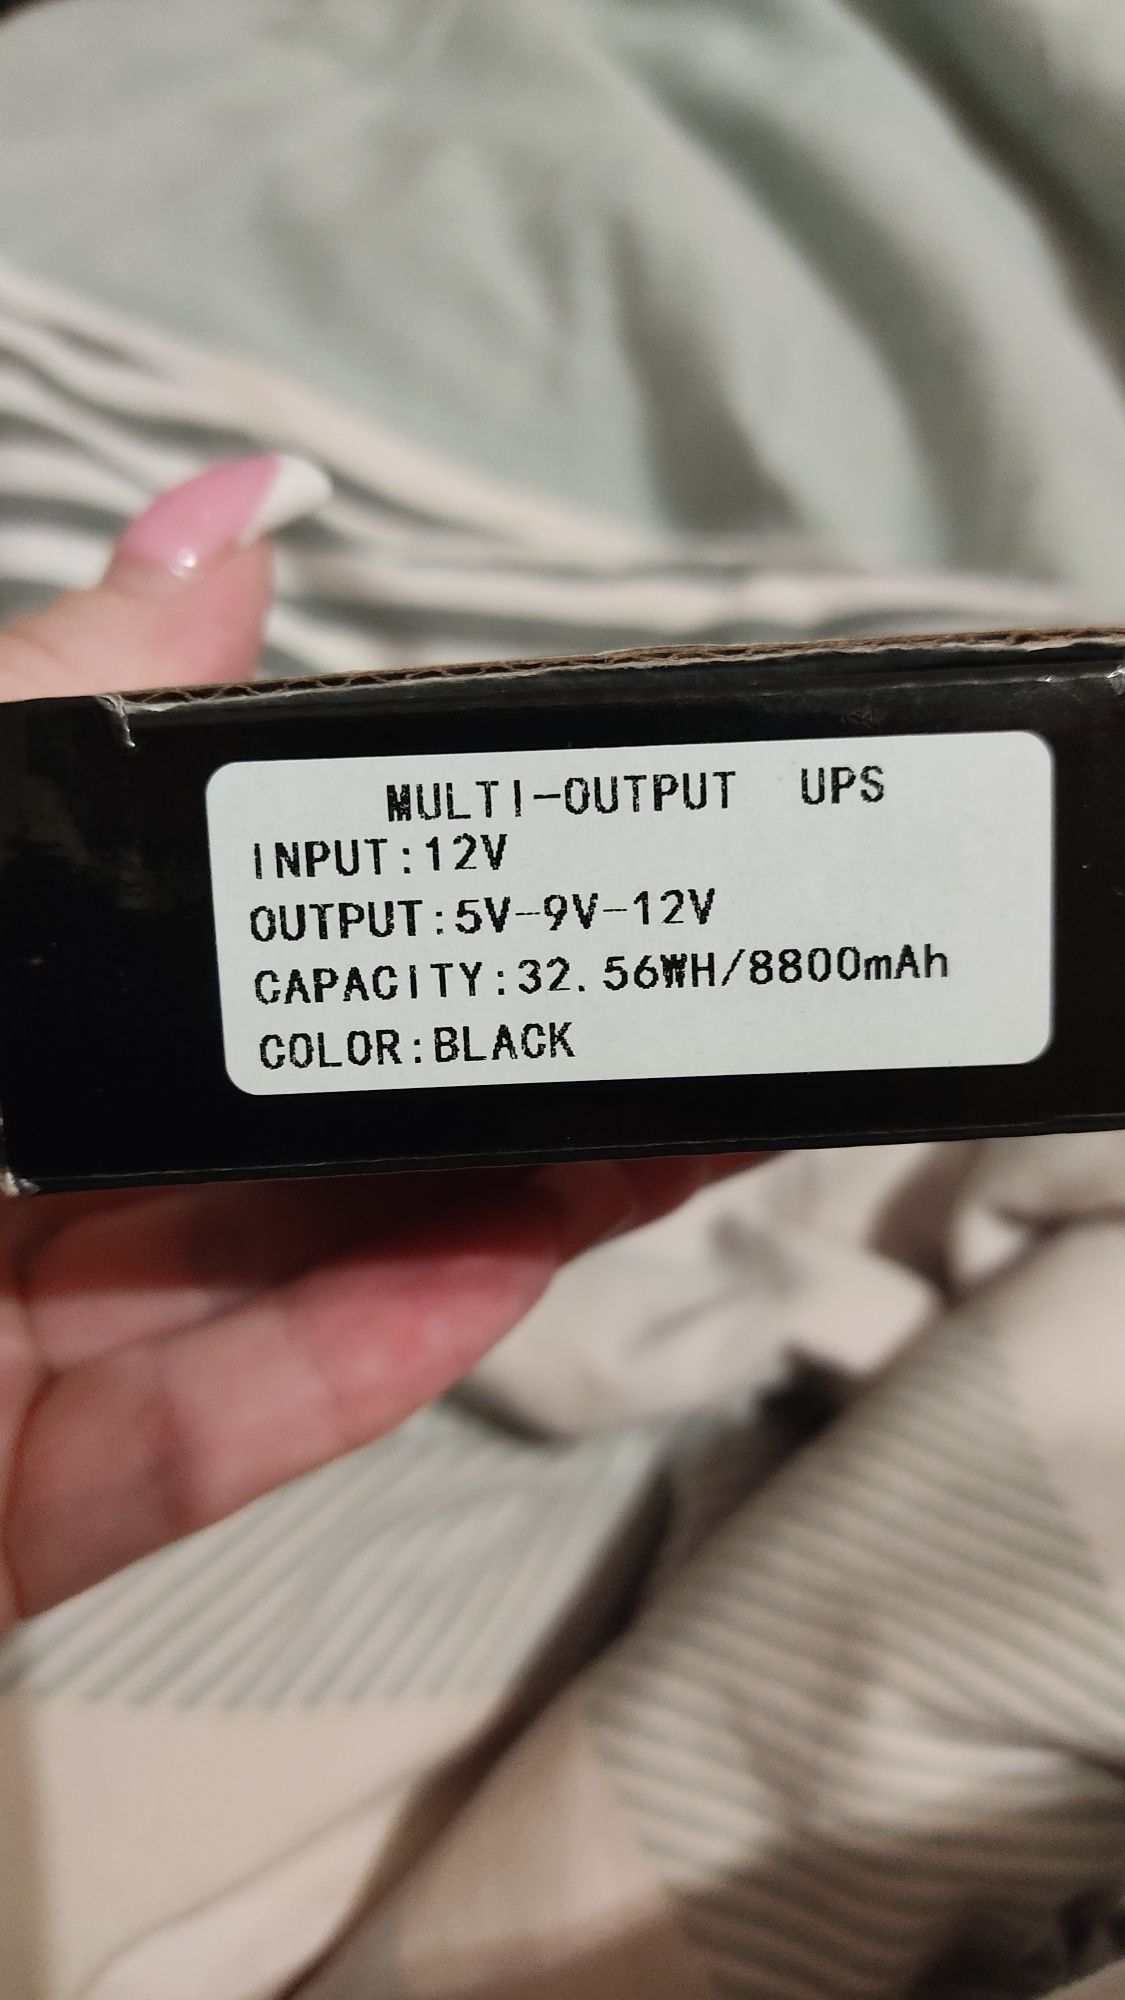 MULTI-OUTPUT UPS
INPUT:12V
OUTPUT:5V-9V-12V
CAPACITY:32.56WH/8800mAh
COLOR:BLACK